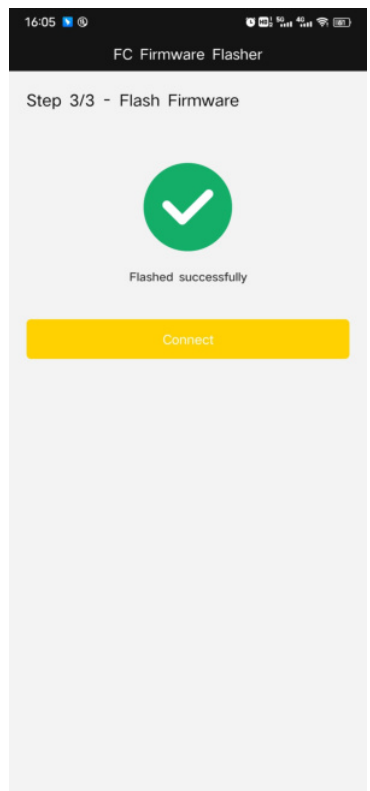 16:05
FC Firmware Flasher
Step 3/3 - Flash Firmware
Flashed successfully
Connect